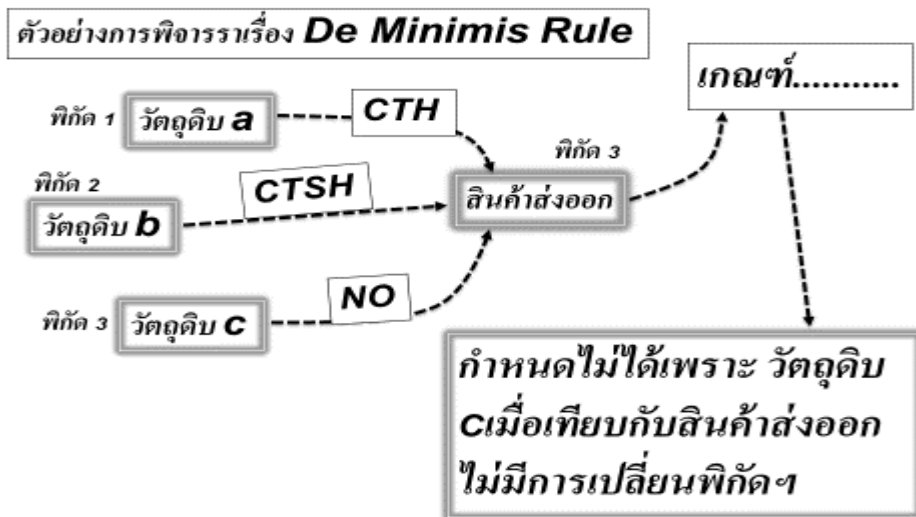 ตัวอย่างการพิจารราเรื่อง De Minimis Rule
เกณฑ์...........
พิกัด 1
วัตถุดิบ a
CTH
พิกัด 3
พิกัด 2
วัตถุดิบ b
CTSH
สินค้าส่งออก
พิกัด 3
วัตถุดิบ c
NO
กำหนดไม่ได้เพราะ วัตถุดิบ
Cเมื่อเทียบกับสินค้าส่งออก
ไม่มีการเปลี่ยนพิกัดฯ